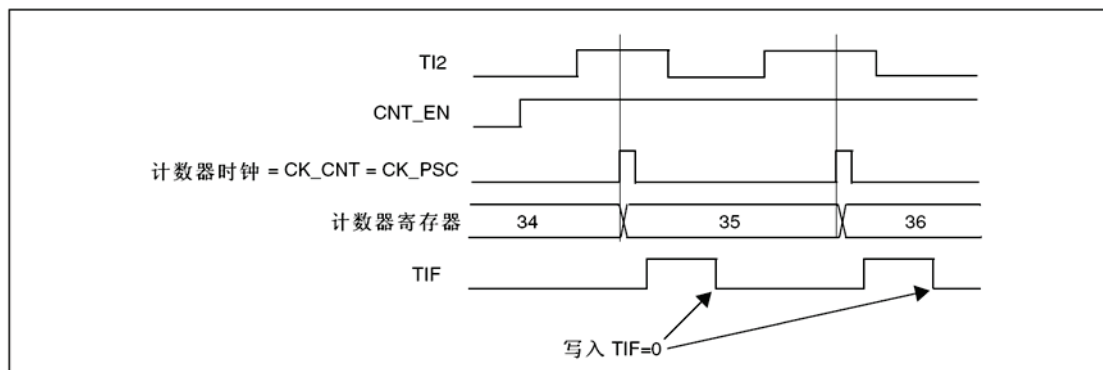 TI2
CNT_EN
计数器时钟 = CK_CNT = CK_PSC
计数器寄存器 34 35 36
TIF
写入 TIF=0